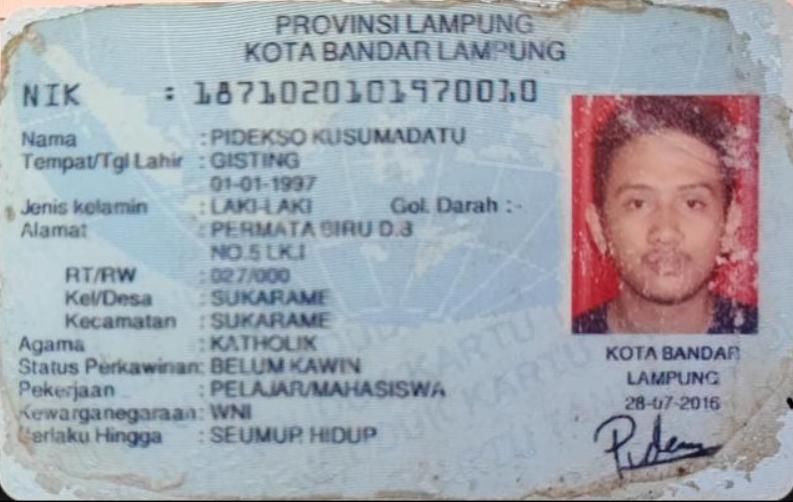 PROVINSI LAMPUNG
KOTA BANDAR LAMPUNG
NIK : 1871020101970010
Nama : PIDEKSO KUSUMADATU
Tempat/Tgl Lahir : GISTING
01-01-1997
Jenis kelamin : LAKI-LAKI Gol. Darah : -
Alamat : PERMATA BIRU D.3
NO.5 LK.I
RT/RW : 027/000
Kel/Desa : SUKARAME
Kecamatan : SUKARAME
Agama : KATHOLIK
Status Perkawinan: BELUM KAWIN
Pekerjaan : PELAJAR/MAHASISWA
Kewarganegaraan: WNI
Berlaku Hingga : SEUMUR HIDUP
KOTA BANDAR
LAMPUNG
28-07-2016